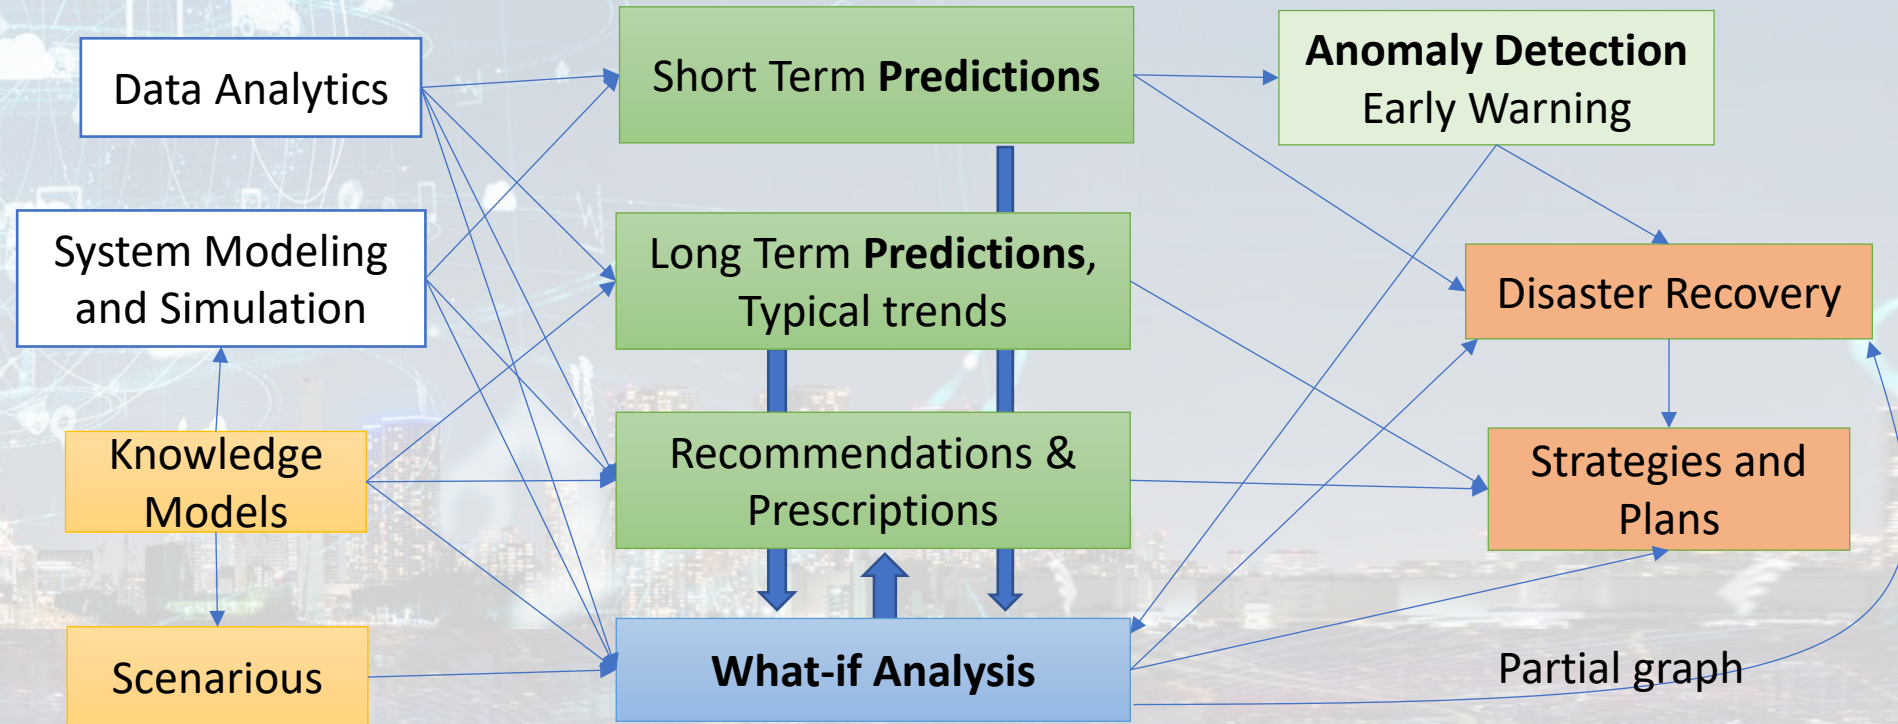 Data Analytics
Short Term Predictions
Anomaly Detection
Early Warning
System Modeling
and Simulation
Long Term Predictions,
Typical trends
Disaster Recovery
Knowledge
Models
Recommendations &
Prescriptions
Strategies and
Plans
Scenarious
What-if Analysis
Partial graph